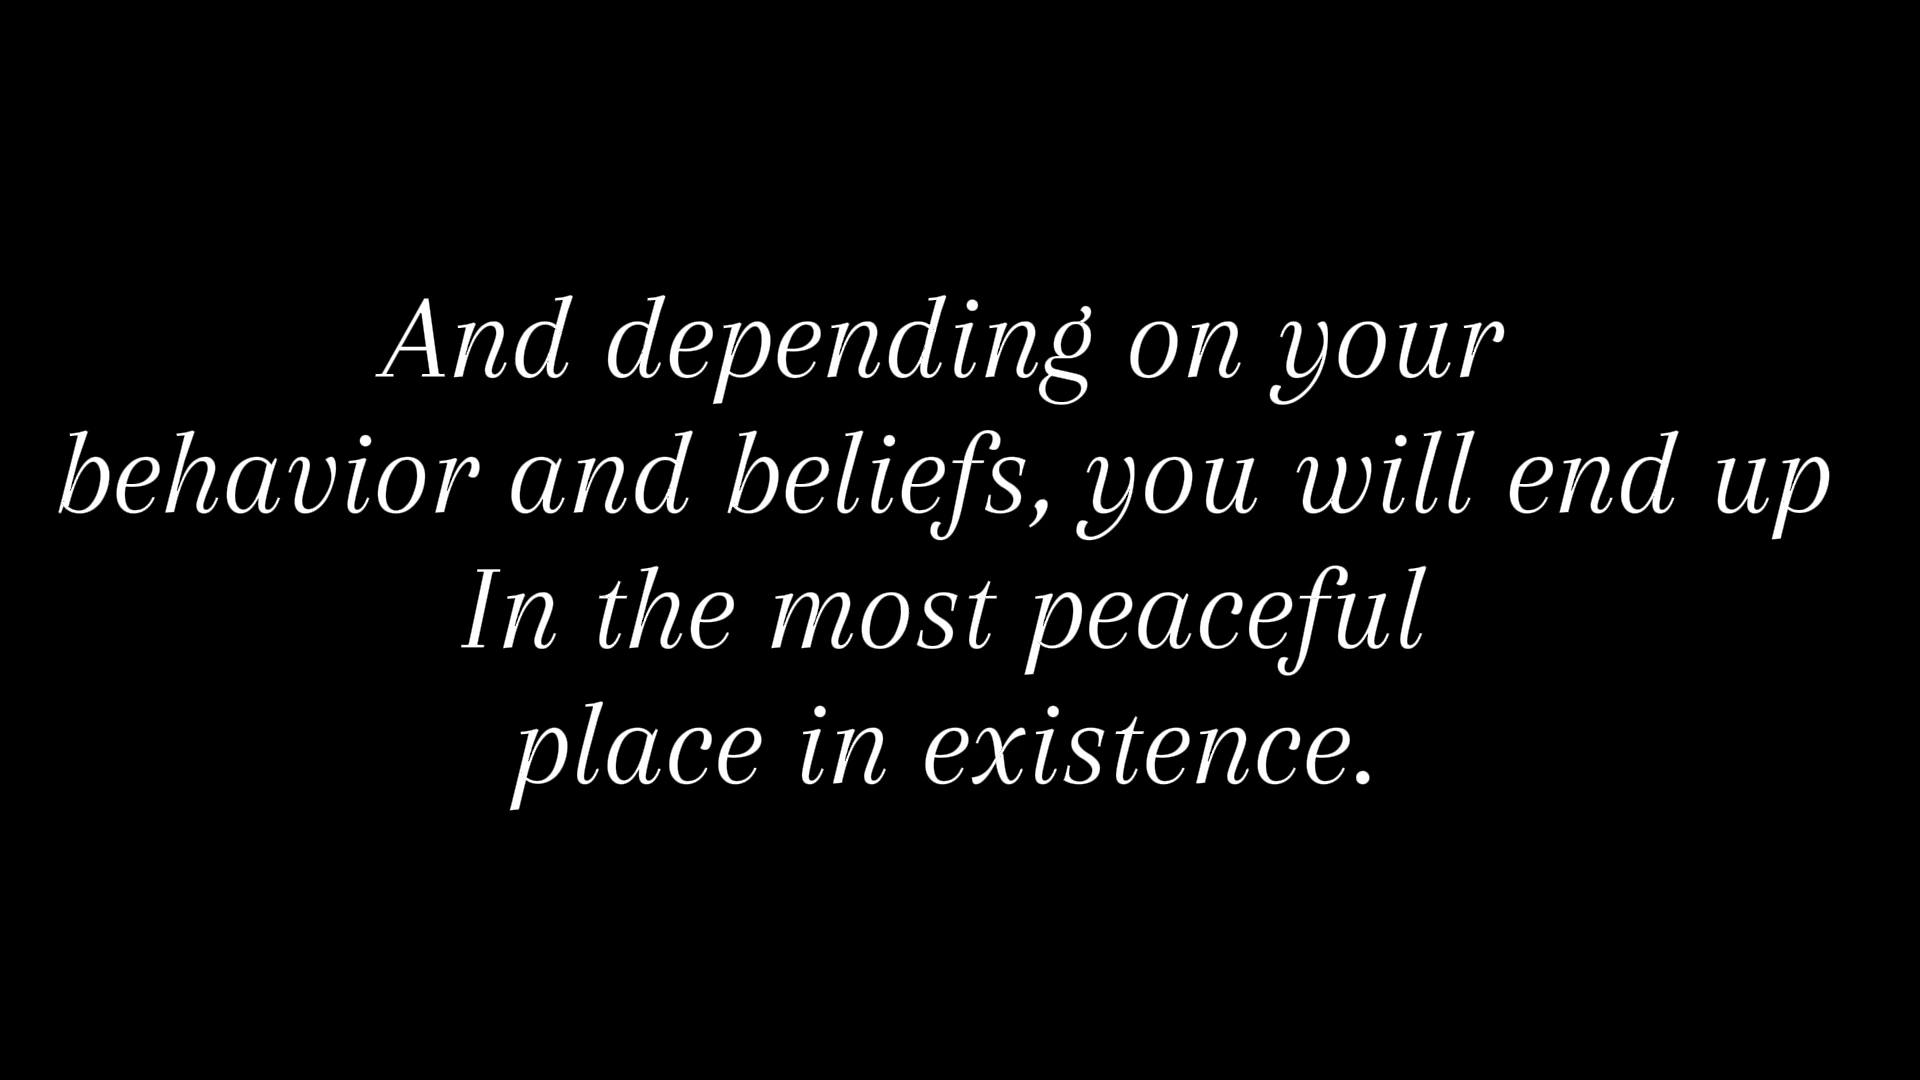 And depending on your
behavior and beliefs, you will end up
In the most peaceful
place in existence.